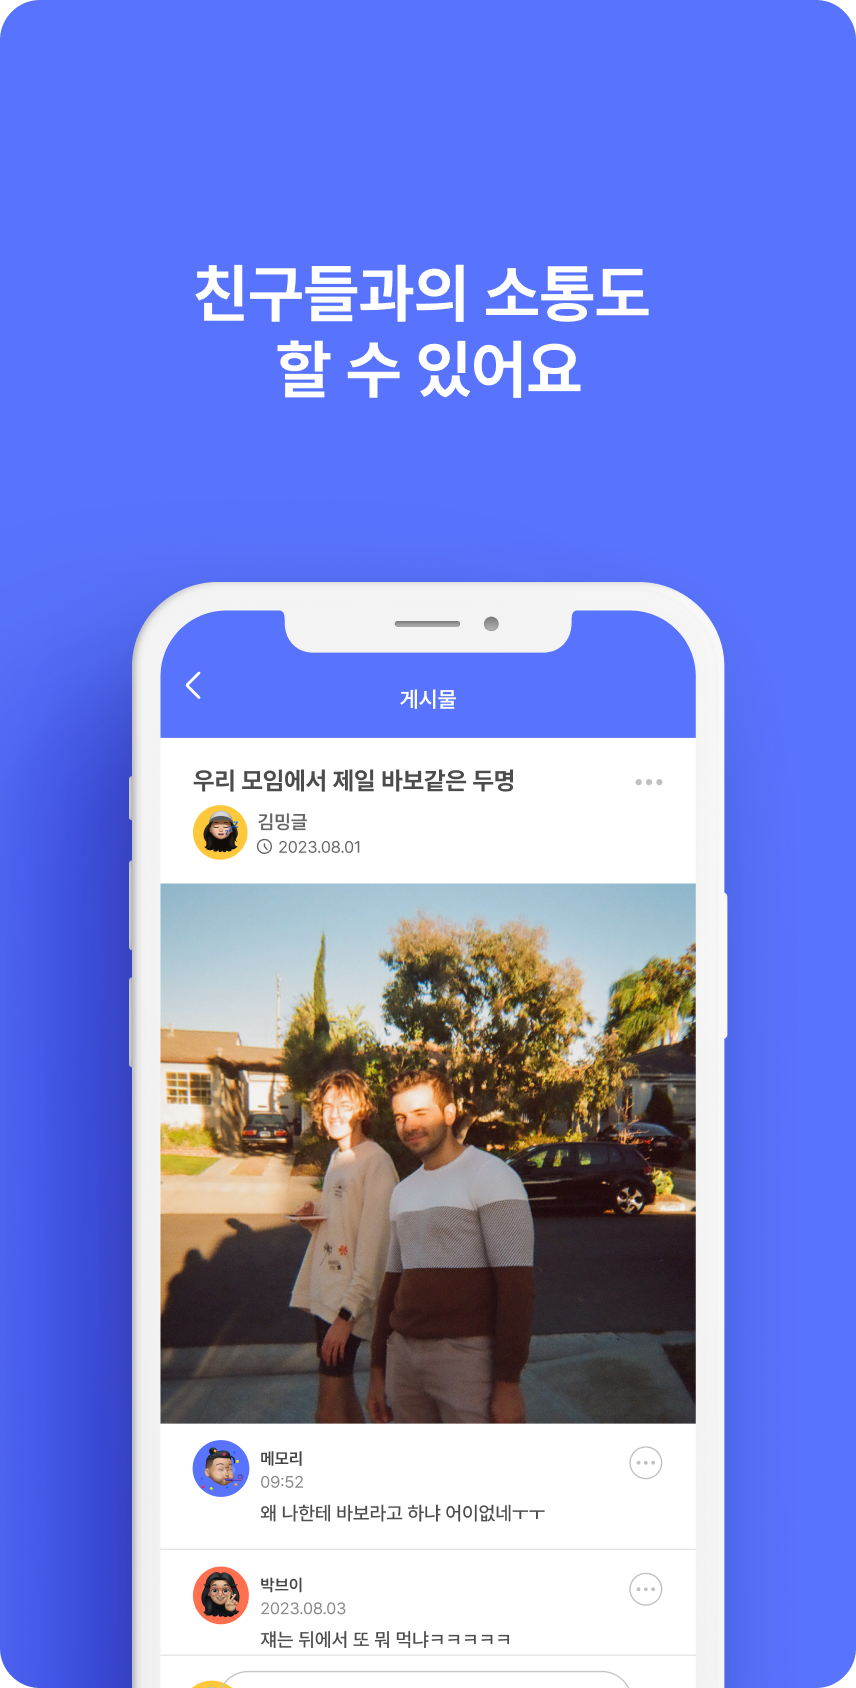 친구들과의 소통도
할 수 있어요
게시물
우리 모임에서 제일 바보같은 두명
김밍글
2023.08.01
메모리
09:52
왜 나한테 바보라고 하냐 어이없네ㅜㅜ
박브이
2023.08.03
쟤는 뒤에서 또 뭐 먹냐ㅋㅋㅋㅋㅋ